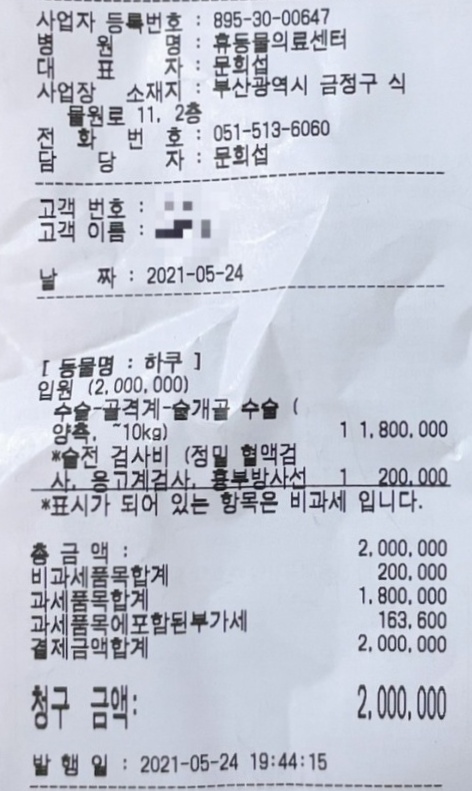 사업자 등록번호 : 895-30-00647
병 원 명 : 휴동물의료센터
대 표 자 : 문희섭
사업장 소재지 : 부산광역시 금정구 식
물원로 11, 2층
전 화 번 호 : 051-513-6060
담 당 자 : 문희섭
고객 번호 :
고객 이름 :
날 짜 : 2021-05-24
[ 동물명 : 하쿠 ]
입원 (2,000,000)
수술-골격계-슬개골 수술 (
양측, ~10kg) 1 1,800,000
*술전 검사비 (정밀 혈액검
사, 응고계검사, 흉부방사선 1 200,000
*표시가 되어 있는 항목은 비과세 입니다.
총 금 액 : 2,000,000
비과세품목합계 200,000
과세품목합계 1,800,000
과세품목에포함된부가세 163,600
결제금액합계 2,000,000
청구 금액: 2,000,000
발 행 일 : 2021-05-24 19:44:15